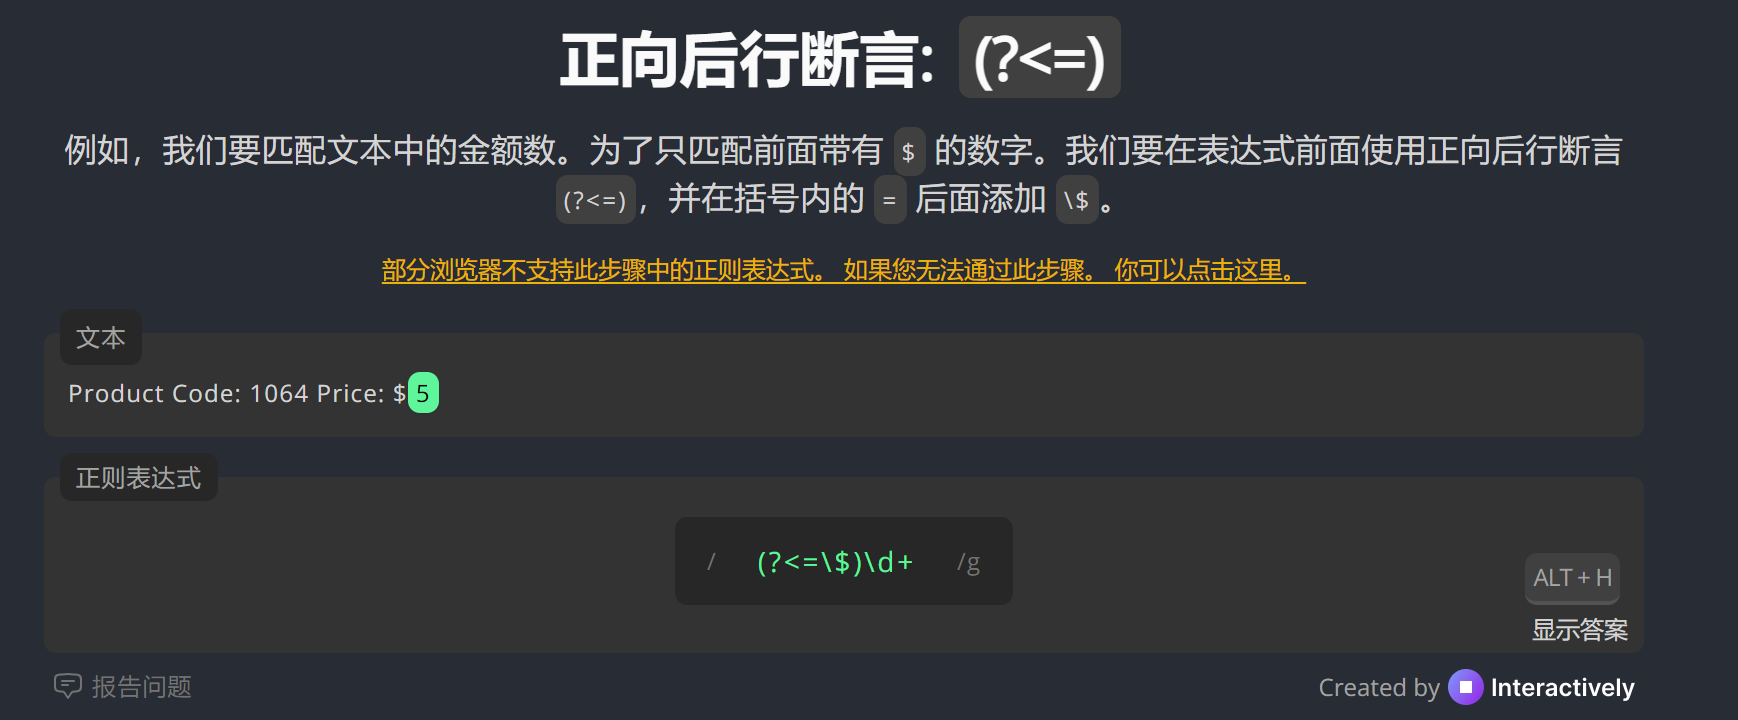 正向后行断言: (?<=)
例如，我们要匹配文本中的金额数。为了只匹配前面带有 $ 的数字。我们要在表达式前面使用正向后行断言
(?<=)，并在括号内的 = 后面添加 \$。
部分浏览器不支持此步骤中的正则表达式。 如果您无法通过此步骤。 你可以点击这里。
文本
Product Code: 1064 Price: $5
正则表达式
/ (?<=\$)\d+ /g
ALT + H
显示答案
报告问题
Created by Interactively